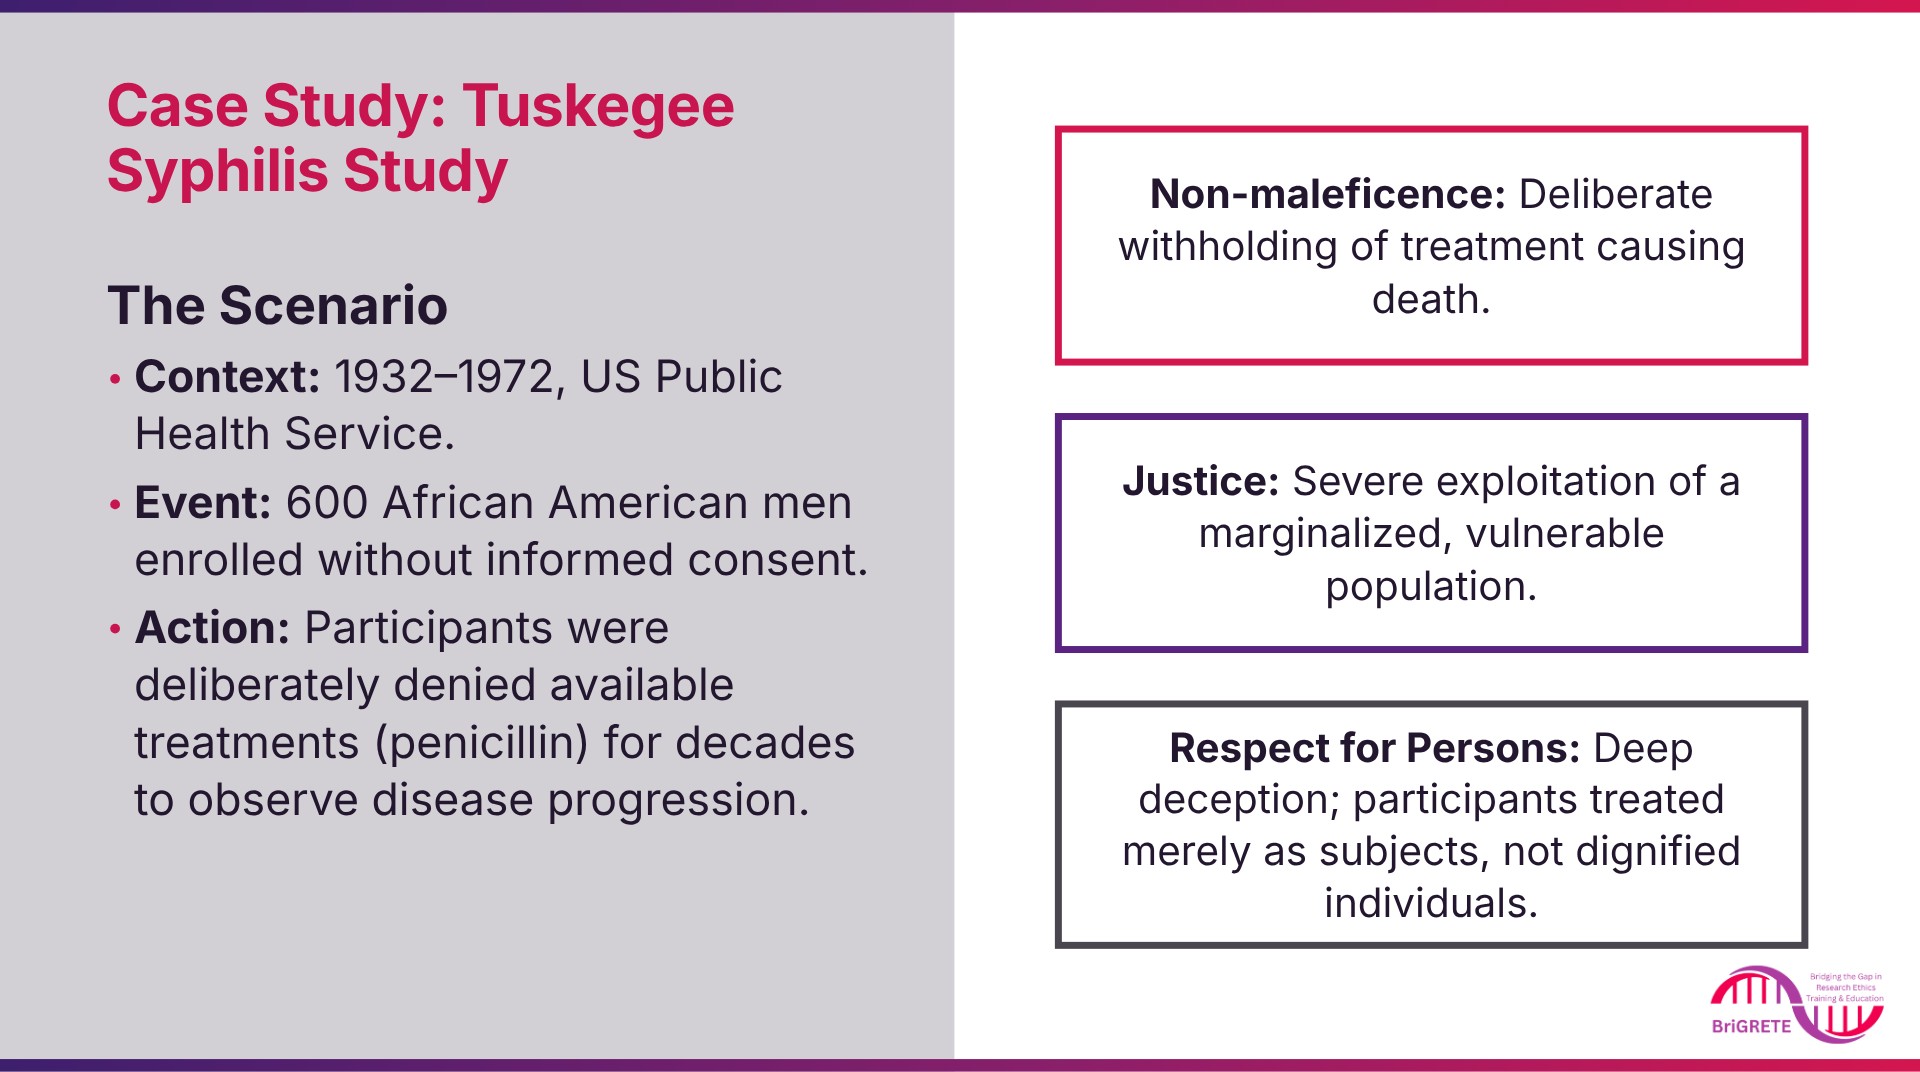 Case Study: Tuskegee
Syphilis Study
The Scenario
• Context: 1932–1972, US Public
Health Service.
• Event: 600 African American men
enrolled without informed consent.
• Action: Participants were
deliberately denied available
treatments (penicillin) for decades
to observe disease progression.
Non-maleficence: Deliberate
withholding of treatment causing
death.
Justice: Severe exploitation of a
marginalized, vulnerable
population.
Respect for Persons: Deep
deception; participants treated
merely as subjects, not dignified
individuals.
Bridging the Gap in
Research Ethics
Training & Education
BriGRETE